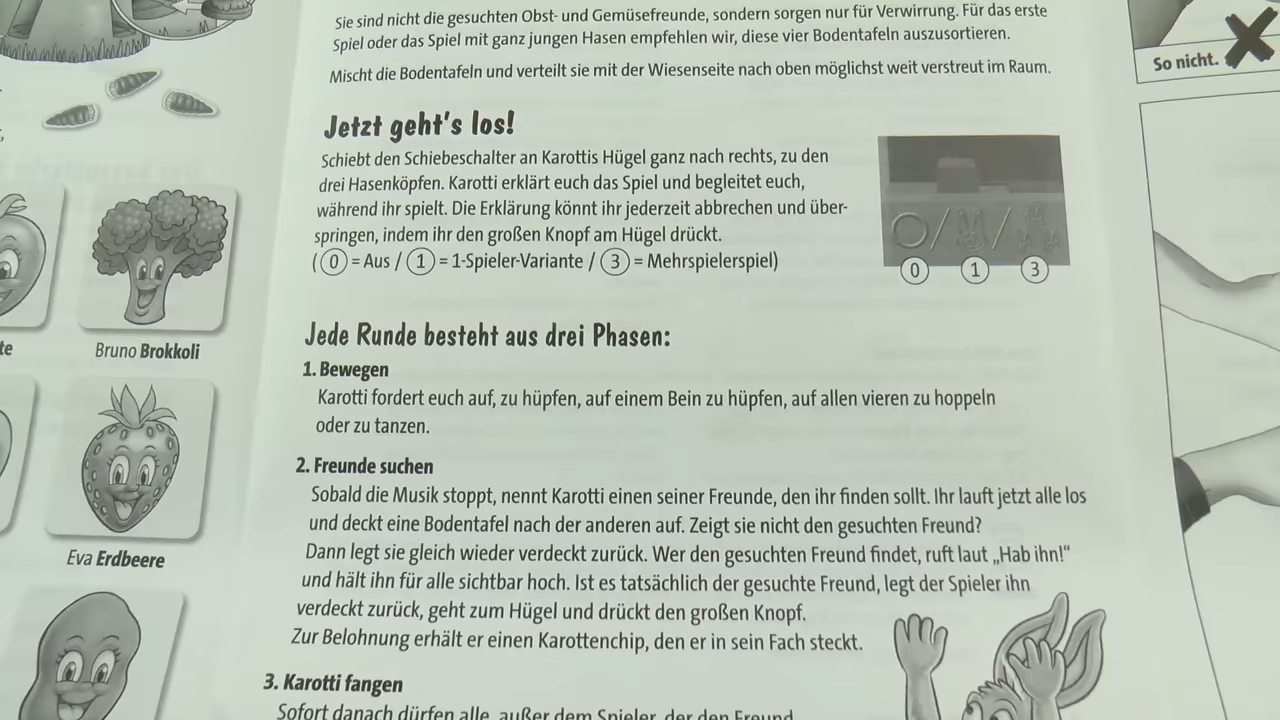 Sie sind nicht die gesuchten Obst- und Gemüsefreunde, sondern sorgen nur für Verwirrung. Für das erste
Spiel oder das Spiel mit ganz jungen Hasen empfehlen wir, diese vier Bodentafeln auszusortieren.
Mischt die Bodentafeln und verteilt sie mit der Wiesenseite nach oben möglichst weit verstreut im Raum.
So nicht.
Jetzt geht's los!
Schiebt den Schiebeschalter an Karottis Hügel ganz nach rechts, zu den
drei Hasenköpfen. Karotti erklärt euch das Spiel und begleitet euch,
während ihr spielt. Die Erklärung könnt ihr jederzeit abbrechen und über-
springen, indem ihr den großen Knopf am Hügel drückt.
( 0 = Aus / 1 = 1-Spieler-Variante / 3 = Mehrspielerspiel)
0 1 3
te
Bruno Brokkoli
Eva Erdbeere
Jede Runde besteht aus drei Phasen:
1. Bewegen
Karotti fordert euch auf, zu hüpfen, auf einem Bein zu hüpfen, auf allen vieren zu hoppeln
oder zu tanzen.
2. Freunde suchen
Sobald die Musik stoppt, nennt Karotti einen seiner Freunde, den ihr finden sollt. Ihr lauft jetzt alle los
und deckt eine Bodentafel nach der anderen auf. Zeigt sie nicht den gesuchten Freund?
Dann legt sie gleich wieder verdeckt zurück. Wer den gesuchten Freund findet, ruft laut „Hab ihn!“
und hält ihn für alle sichtbar hoch. Ist es tatsächlich der gesuchte Freund, legt der Spieler ihn
verdeckt zurück, geht zum Hügel und drückt den großen Knopf.
Zur Belohnung erhält er einen Karottenchip, den er in sein Fach steckt.
3. Karotti fangen
Sofort danach dürfen alle, außer dem Spieler, der den Freund